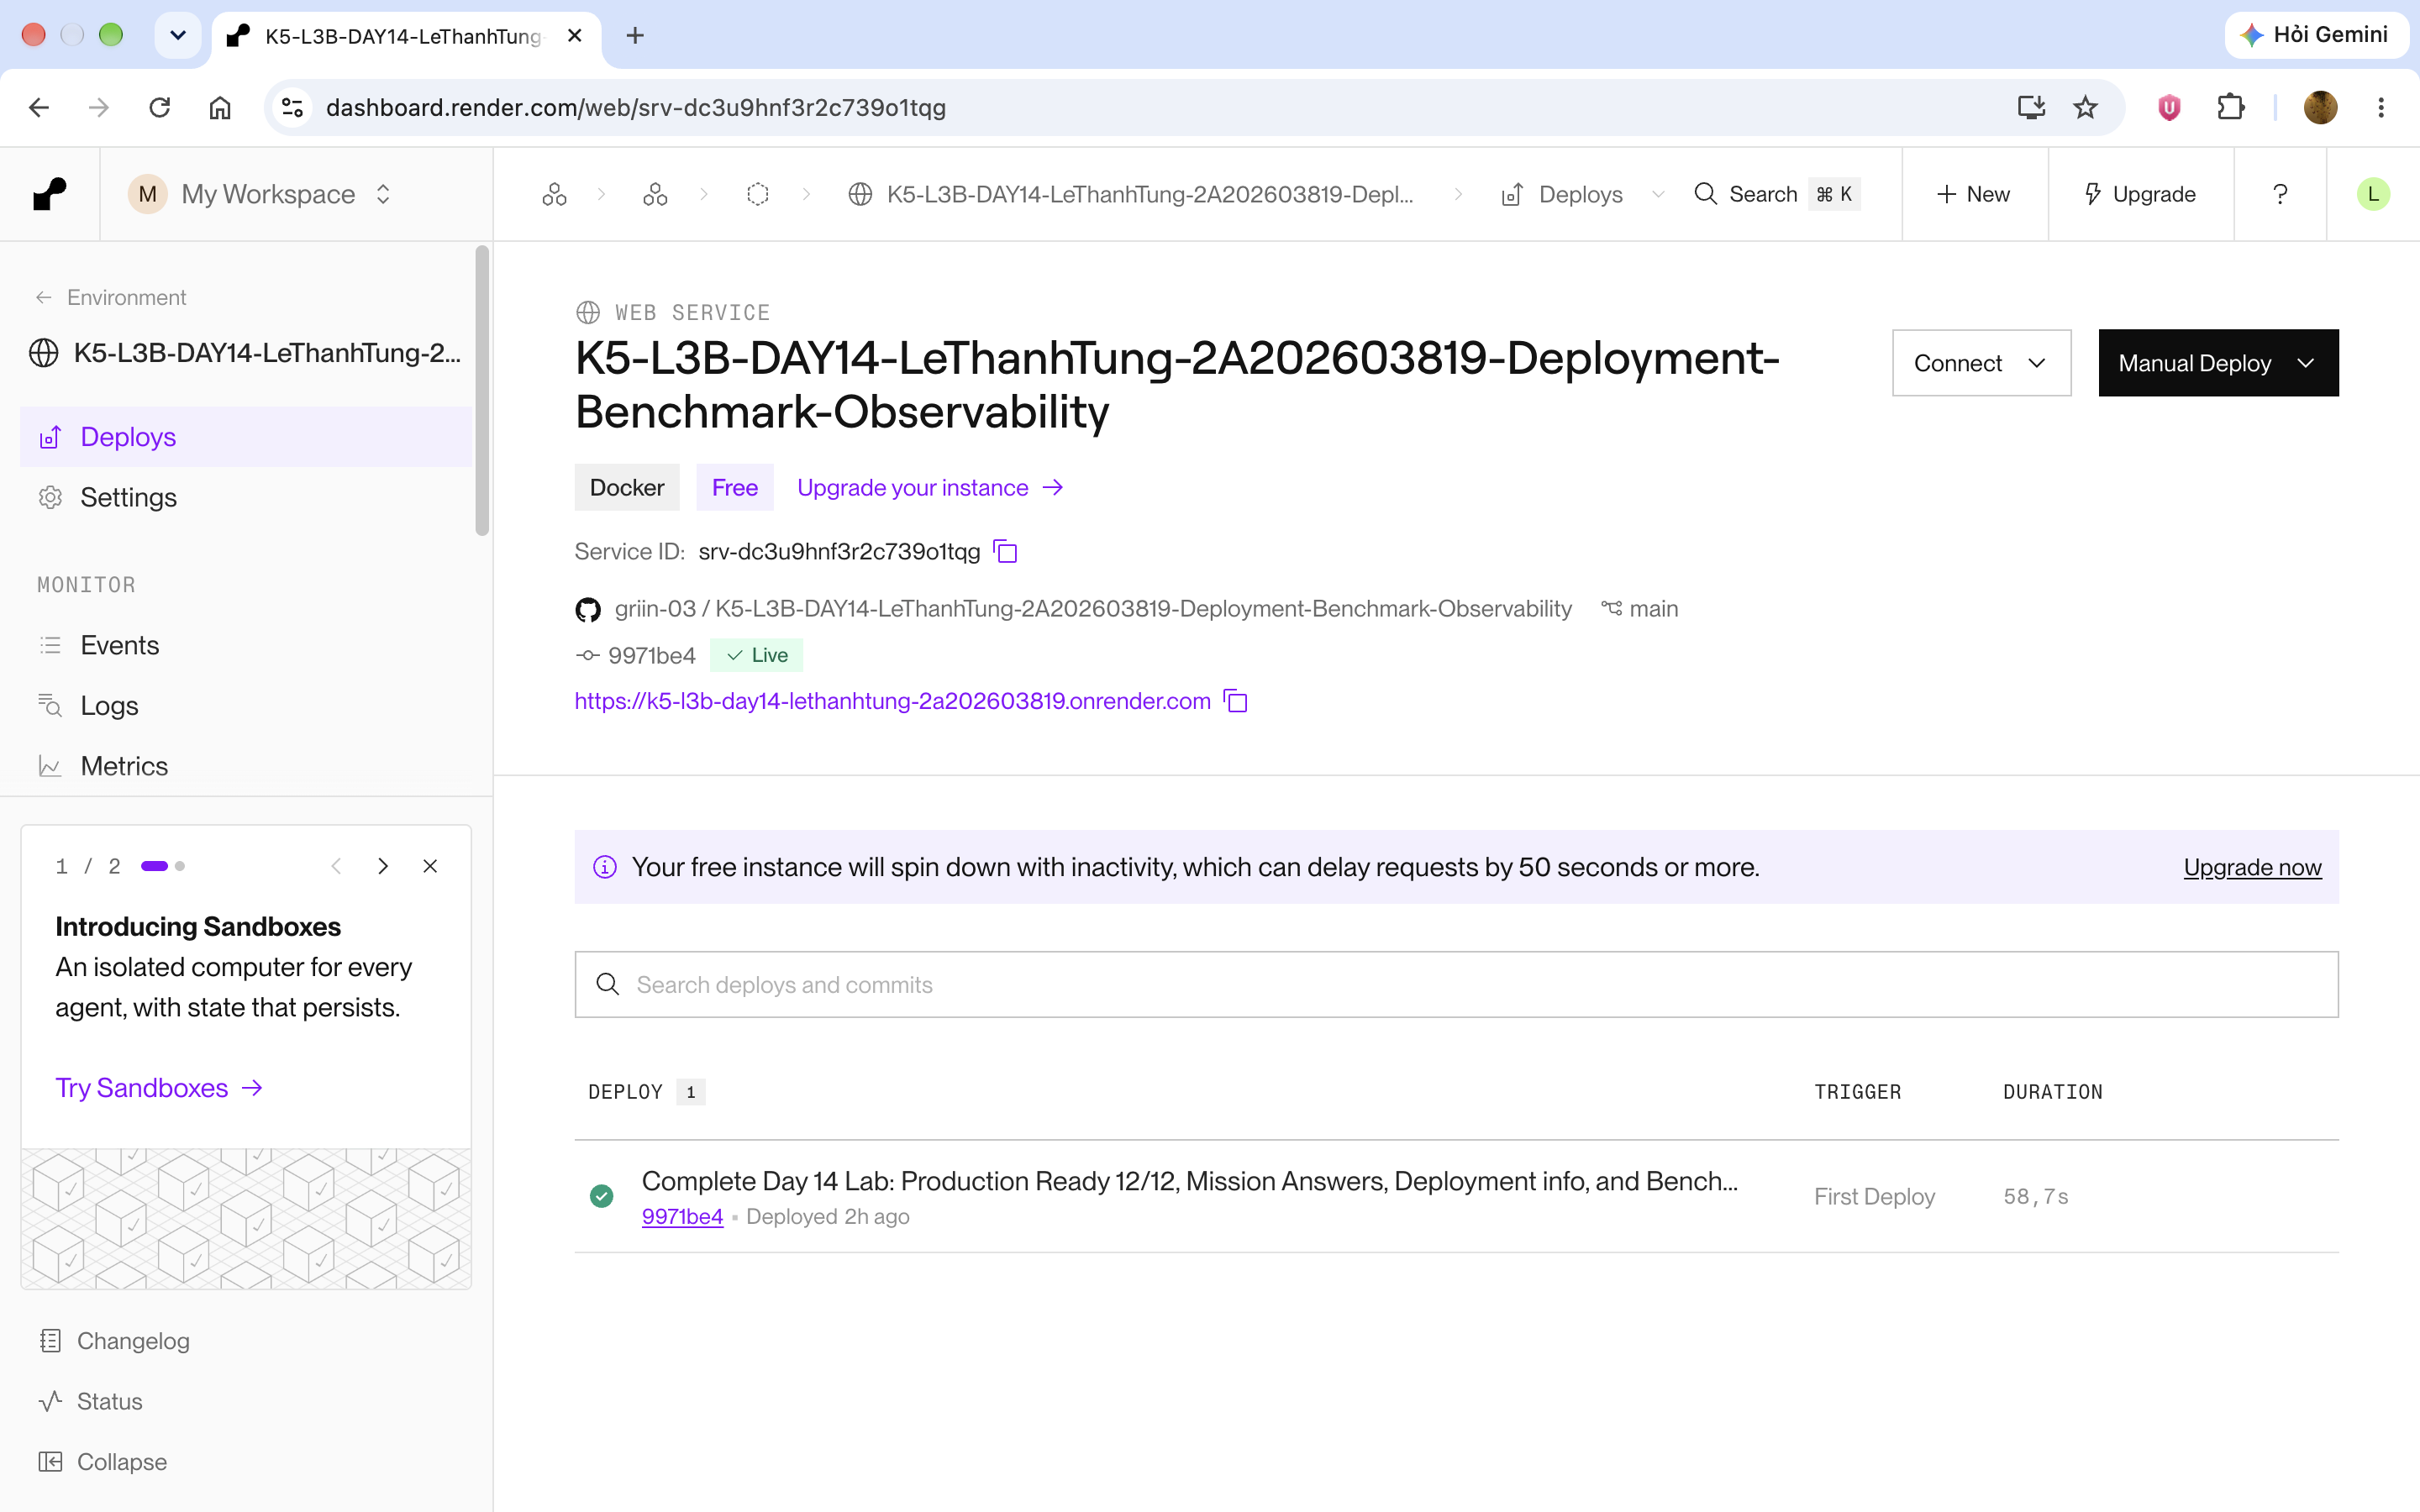 K5-L3B-DAY14-LeThanhTung-
Hỏi Gemini
dashboard.render.com/web/srv-dc3u9hnf3r2c739o1tqg
M My Workspace
K5-L3B-DAY14-LeThanhTung-2A202603819-Depl...
Deploys
Search ⌘ K
+ New
Upgrade
?
L
Environment
K5-L3B-DAY14-LeThanhTung-2...
Deploys
Settings
MONITOR
Events
Logs
Metrics
1 / 2
Introducing Sandboxes
An isolated computer for every
agent, with state that persists.
Try Sandboxes →
Changelog
Status
Collapse
WEB SERVICE
K5-L3B-DAY14-LeThanhTung-2A202603819-Deployment-
Benchmark-Observability
Connect
Manual Deploy
Docker Free Upgrade your instance →
Service ID: srv-dc3u9hnf3r2c739o1tqg
griin-03 / K5-L3B-DAY14-LeThanhTung-2A202603819-Deployment-Benchmark-Observability main
9971be4 Live
https://k5-l3b-day14-lethanhtung-2a202603819.onrender.com
Your free instance will spin down with inactivity, which can delay requests by 50 seconds or more. Upgrade now
Search deploys and commits
DEPLOY 1 TRIGGER DURATION
Complete Day 14 Lab: Production Ready 12/12, Mission Answers, Deployment info, and Bench...
9971be4 Deployed 2h ago
First Deploy
58,7s